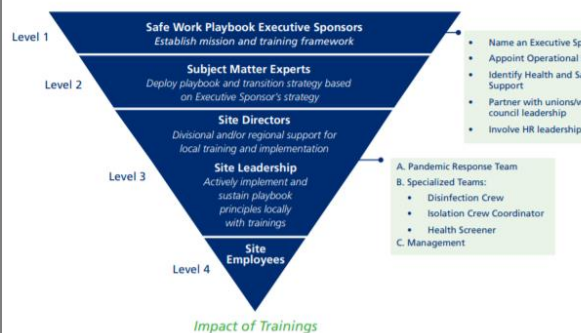 Level 1
Safe Work Playbook Executive Sponsors
Establish mission and training framework
Level 2
Subject Matter Experts
Deploy playbook and transition strategy based
on Executive Sponsor's strategy
Level 3
Site Directors
Divisional and/or regional support for
local training and implementation
Site Leadership
Actively implement and
sustain playbook
principles locally
with trainings
Level 4
Site
Employees
Impact of Trainings
• Name an Executive
• Appoint Operational
• Identify Health and
Support
• Partner with
council leadership
• Involve HR leadership
A. Pandemic Response Team
B. Specialized Teams:
• Disinfection Crew
• Isolation Crew Coordinator
• Health Screener
C. Management